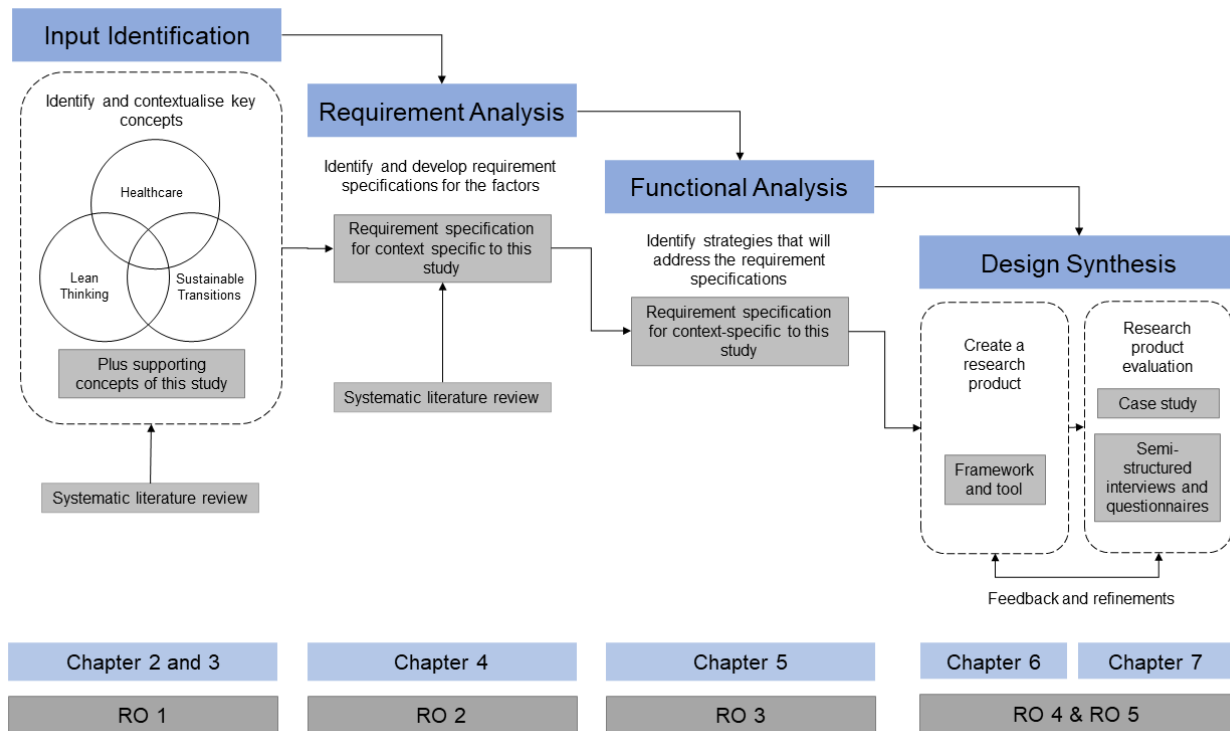 Input Identification
Identify and contextualise key
concepts
Healthcare
Lean
Thinking
Sustainable
Transitions
Plus supporting
concepts of this study
Systematic literature review
Requirement Analysis
Identify and develop requirement
specifications for the factors
Requirement specification
for context specific to this
study
Systematic literature review
Functional Analysis
Identify strategies that will
address the requirement
specifications
Requirement specification
for context-specific to this
study
Design Synthesis
Create a
research
product
Framework
and tool
Research
product
evaluation
Case study
Semi-
structured
interviews and
questionnaires
Feedback and refinements
Chapter 2 and 3
Chapter 4
Chapter 5
Chapter 6
Chapter 7
RO 1
RO 2
RO 3
RO 4 & RO 5